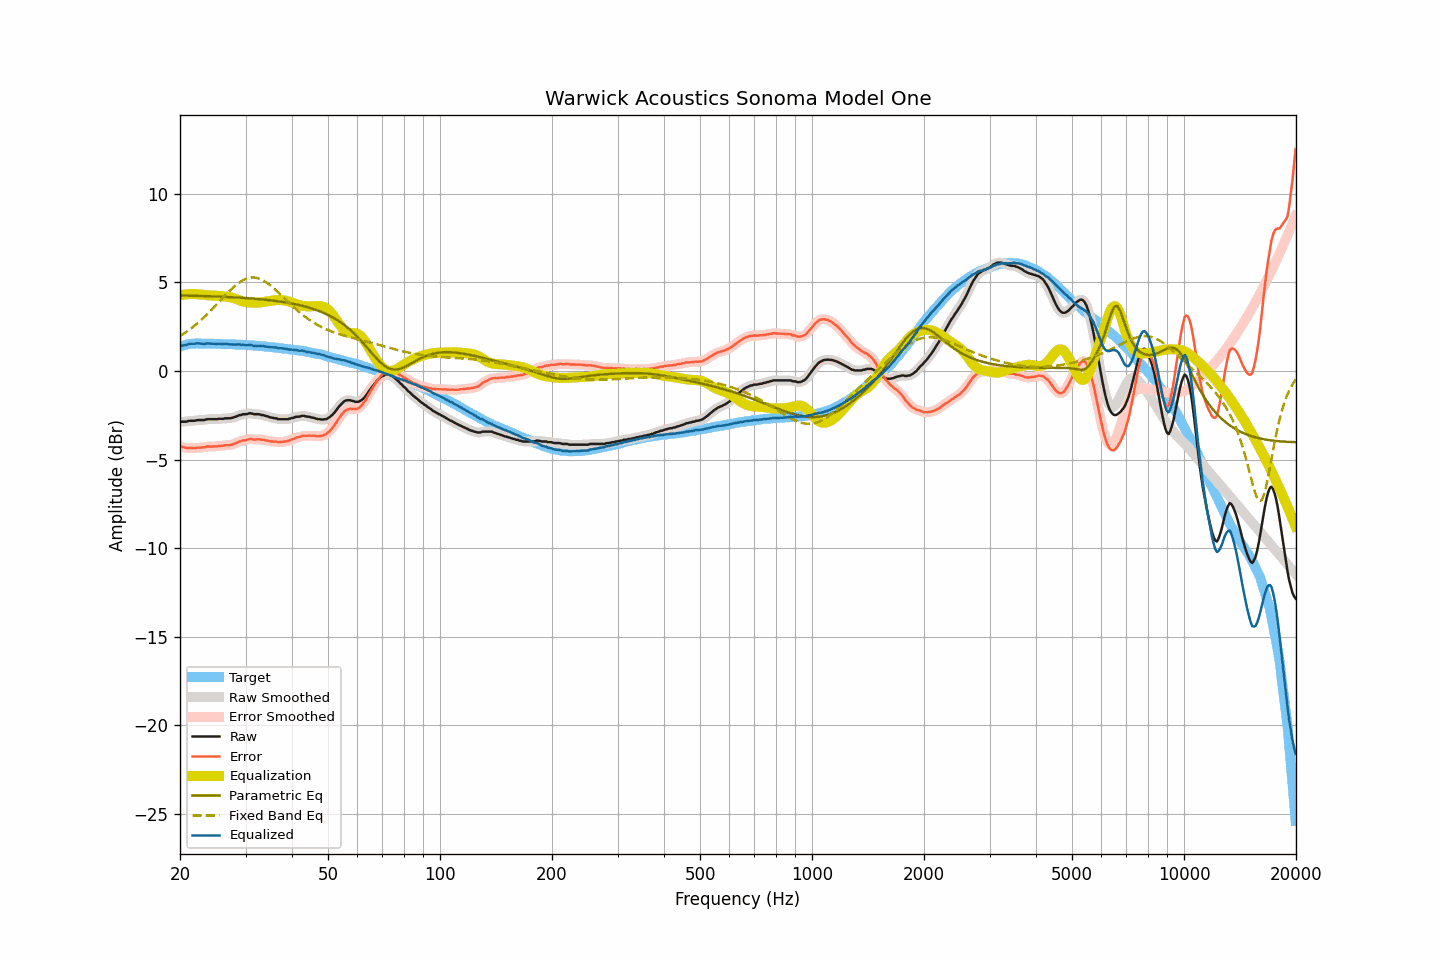 Warwick Acoustics Sonoma Model One
Amplitude (dBr)
10
5
0
−5
−10
−15
−20
−25
Target
Raw Smoothed
Error Smoothed
Raw
Error
Equalization
Parametric Eq
Fixed Band Eq
Equalized
20 50 100 200 500 1000 2000 5000 10000 20000
Frequency (Hz)